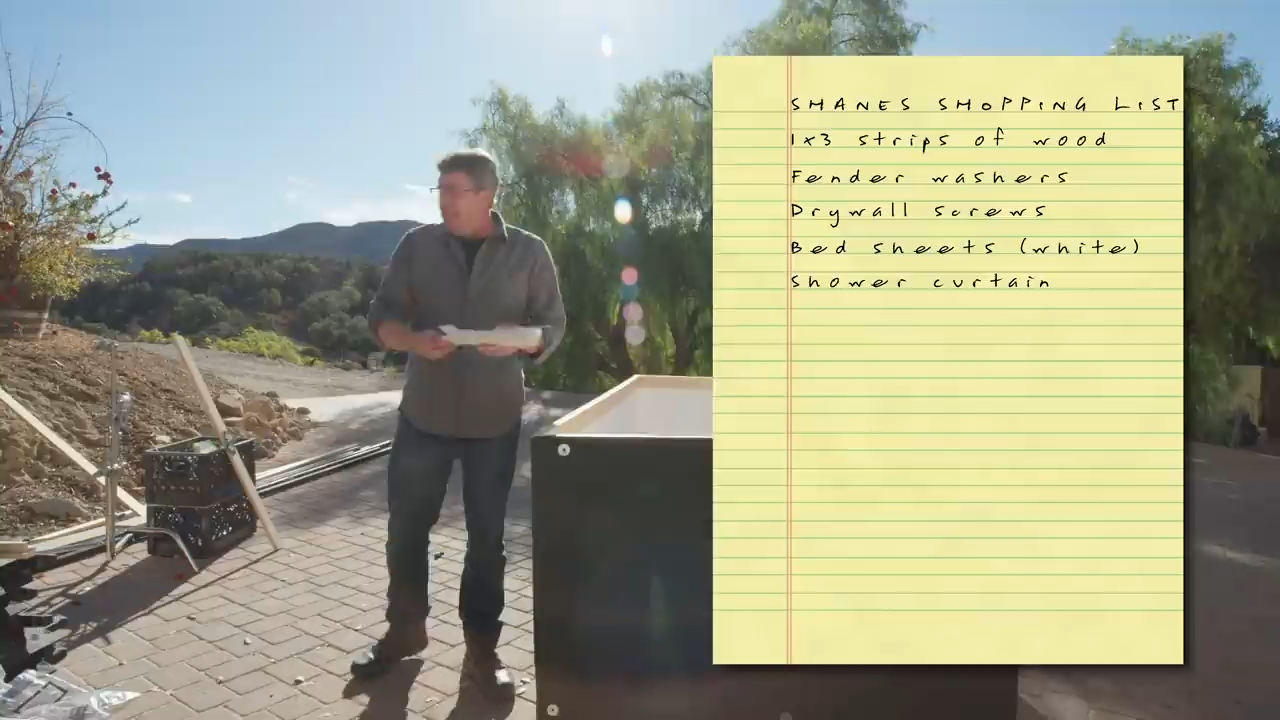 SHANES SHOPPING LIST
1x3 strips of wood
Fender washers
Drywall screws
Bed sheets (white)
Shower curtain